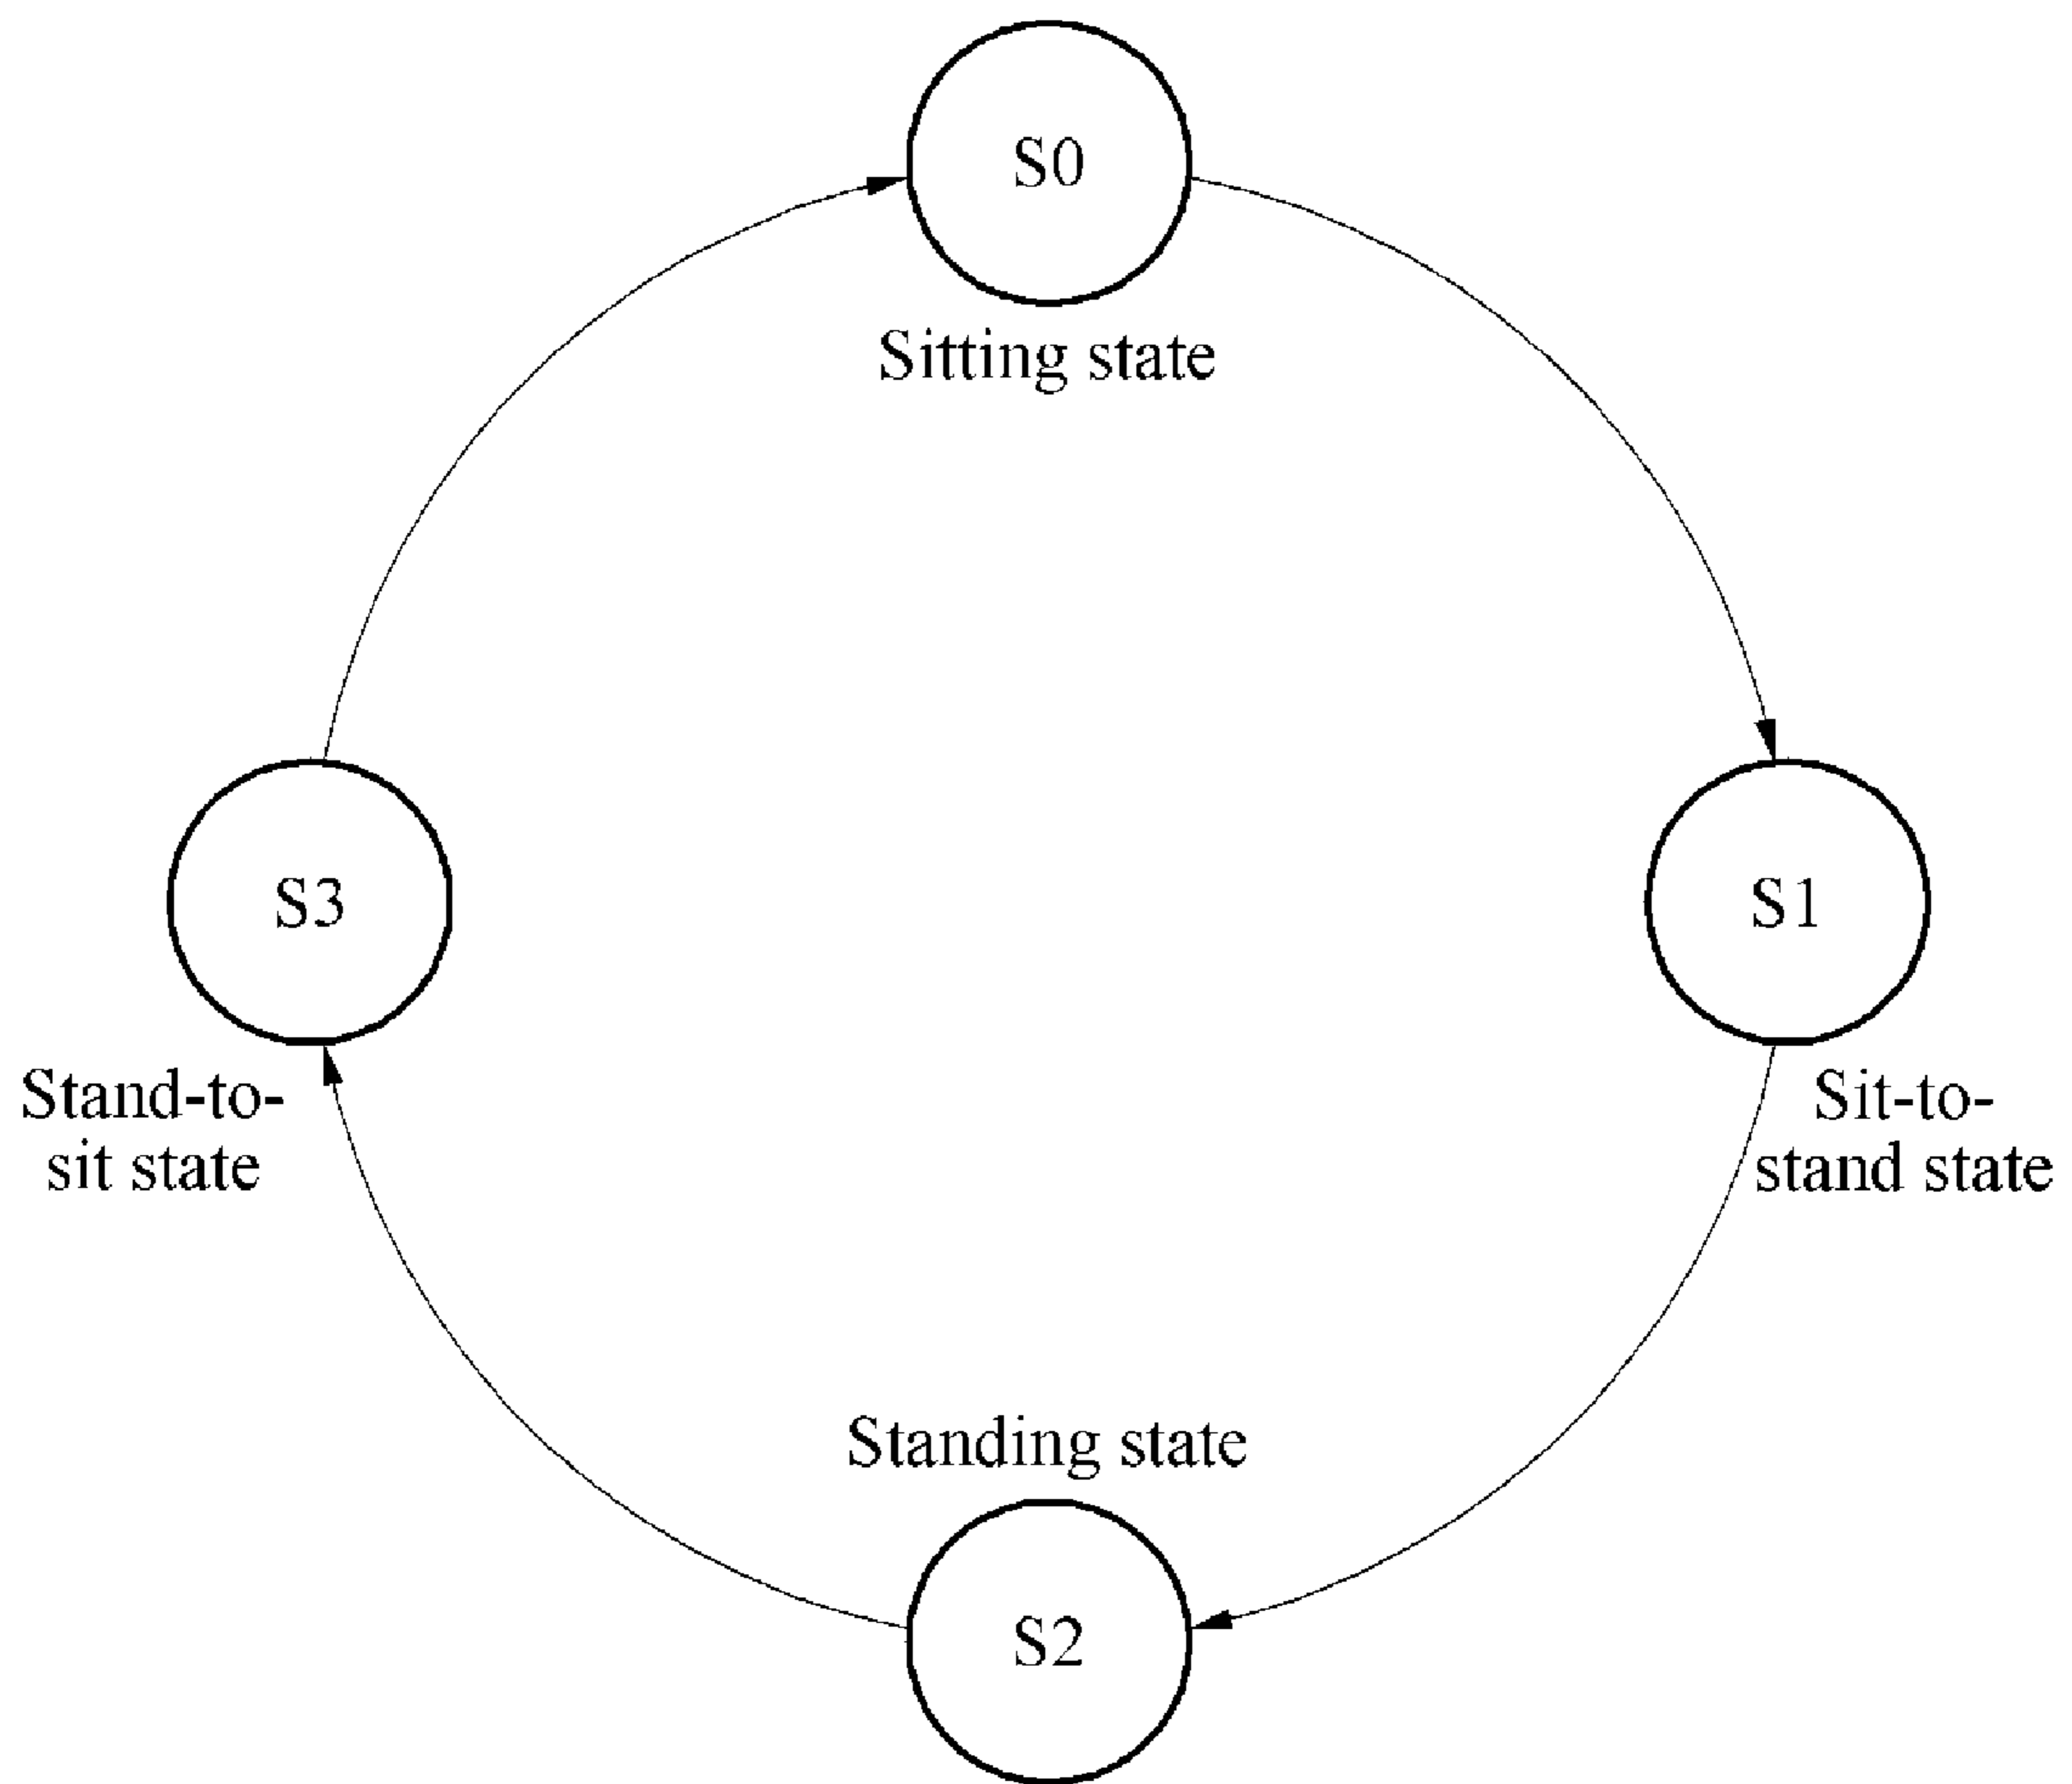 S0
Sitting state
S3
S1
Stand-to-
sit state
Sit-to-
stand state
Standing state
S2